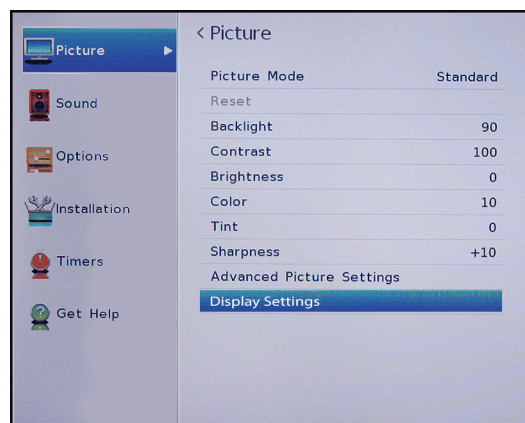 Picture
Sound
Options
Installation
Timers
Get Help
< Picture
Picture Mode Standard
Reset
Backlight 90
Contrast 100
Brightness 0
Color 10
Tint 0
Sharpness +10
Advanced Picture Settings
Display Settings